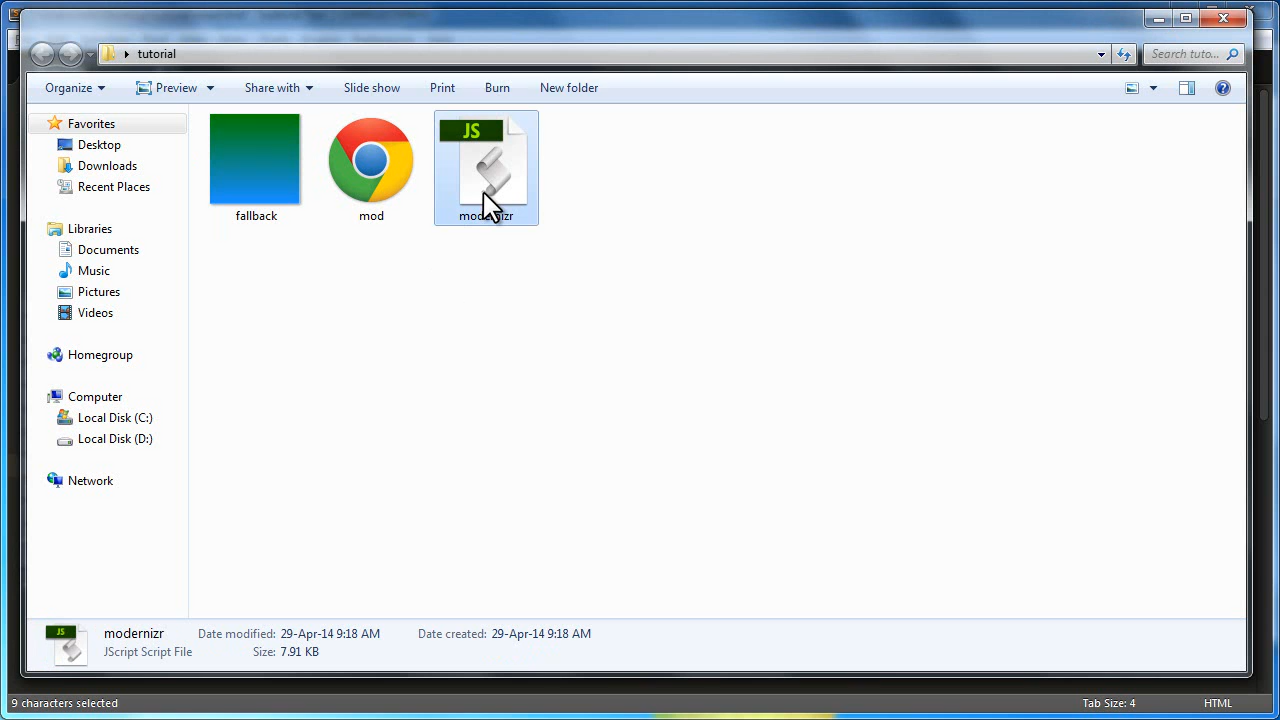 tutorial
Search tuto...
Organize
Preview
Share with
Slide show
Print
Burn
New folder
Favorites
Desktop
Downloads
Recent Places
Libraries
Documents
Music
Pictures
Videos
Homegroup
Computer
Local Disk (C:)
Local Disk (D:)
Network
fallback
mod
JS
modernizr
JS
modernizr
Date modified: 29-Apr-14 9:18 AM
Date created: 29-Apr-14 9:18 AM
JScript Script File
Size: 7.91 KB
9 characters selected
Tab Size: 4
HTML